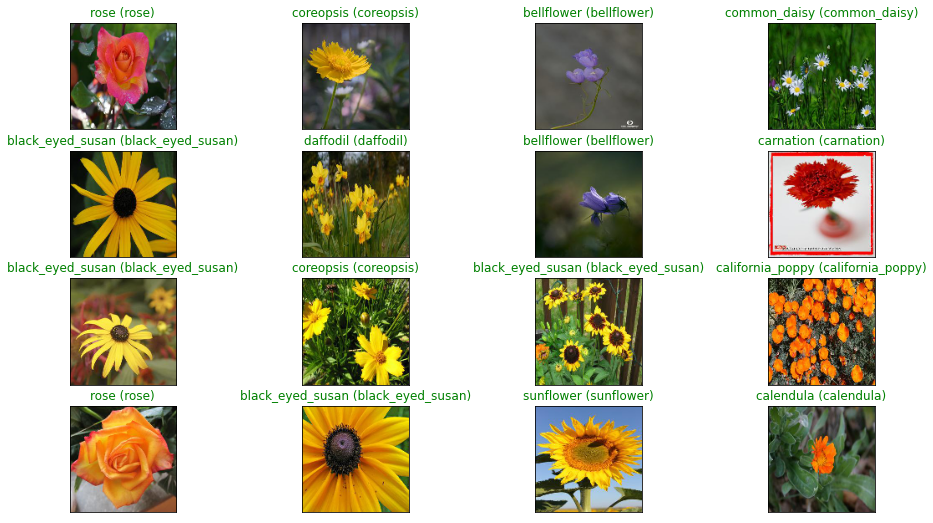 rose (rose)
coreopsis (coreopsis)
bellflower (bellflower)
common_daisy (common_daisy)
black_eyed_susan (black_eyed_susan)
daffodil (daffodil)
bellflower (bellflower)
carnation (carnation)
black_eyed_susan (black_eyed_susan)
coreopsis (coreopsis)
black_eyed_susan (black_eyed_susan)
california_poppy (california_poppy)
rose (rose)
black_eyed_susan (black_eyed_susan)
sunflower (sunflower)
calendula (calendula)